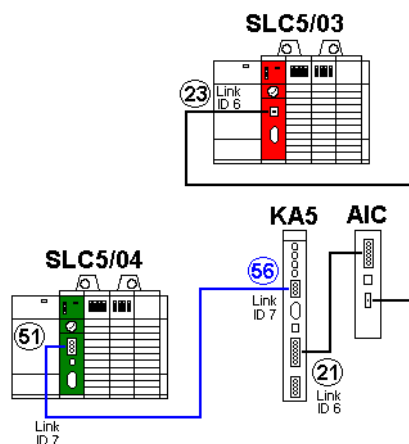 SLC5/03
23
Link
ID 6
KA5
AIC
SLC5/04
56
Link
ID 7
51
21
Link
ID 6
Link
ID 7